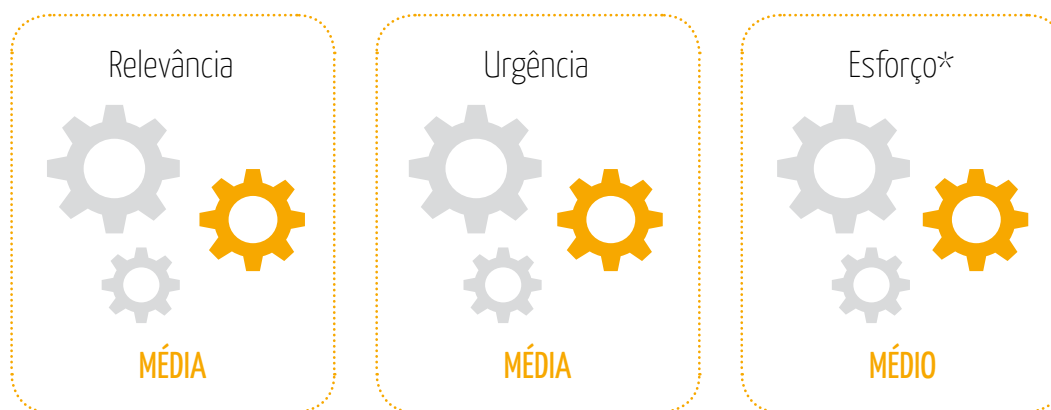 Relevância
Urgência
Esforço*
MÉDIA
MÉDIA
MÉDIO